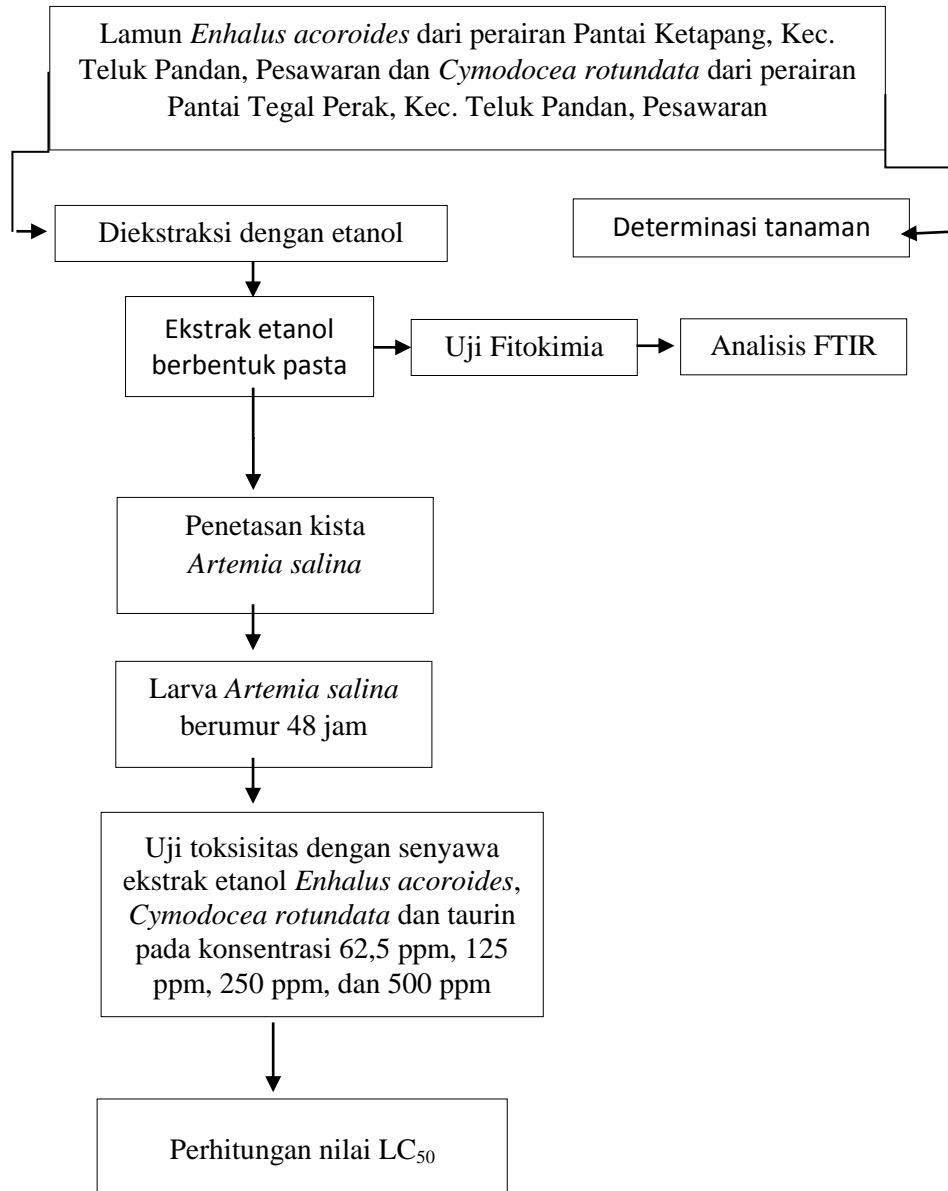 Lamun Enhalus acoroides dari perairan Pantai Ketapang, Kec.
Teluk Pandan, Pesawaran dan Cymodocea rotundata dari perairan
Pantai Tegal Perak, Kec. Teluk Pandan, Pesawaran
Diekstraksi dengan etanol
Determinasi tanaman
Ekstrak etanol
berbentuk pasta
Uji Fitokimia
Analisis FTIR
Penetasan kista
Artemia salina
Larva Artemia salina
berumur 48 jam
Uji toksisitas dengan senyawa
ekstrak etanol Enhalus acoroides,
Cymodocea rotundata dan taurin
pada konsentrasi 62,5 ppm, 125
ppm, 250 ppm, dan 500 ppm
Perhitungan nilai LC₅₀